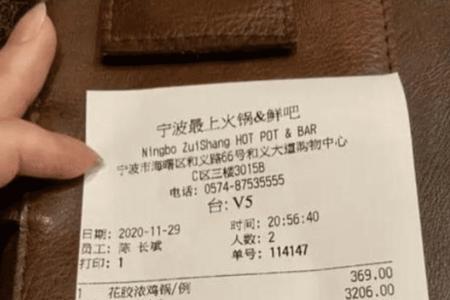 宁波最上火锅&鲜吧
Ningbo ZuiShang HOT POT & BAR
宁波市海曙区和义路66号和义大道购物中心
C区三楼3015B
电话: 0574-87535555
台: V5
日期: 2020-11-29 时间: 20:56:40
员工: 陈 长斌 人数: 2
打印: 1 单号: 114147
369.00
1 花胶浓鸡锅/例 3206.00